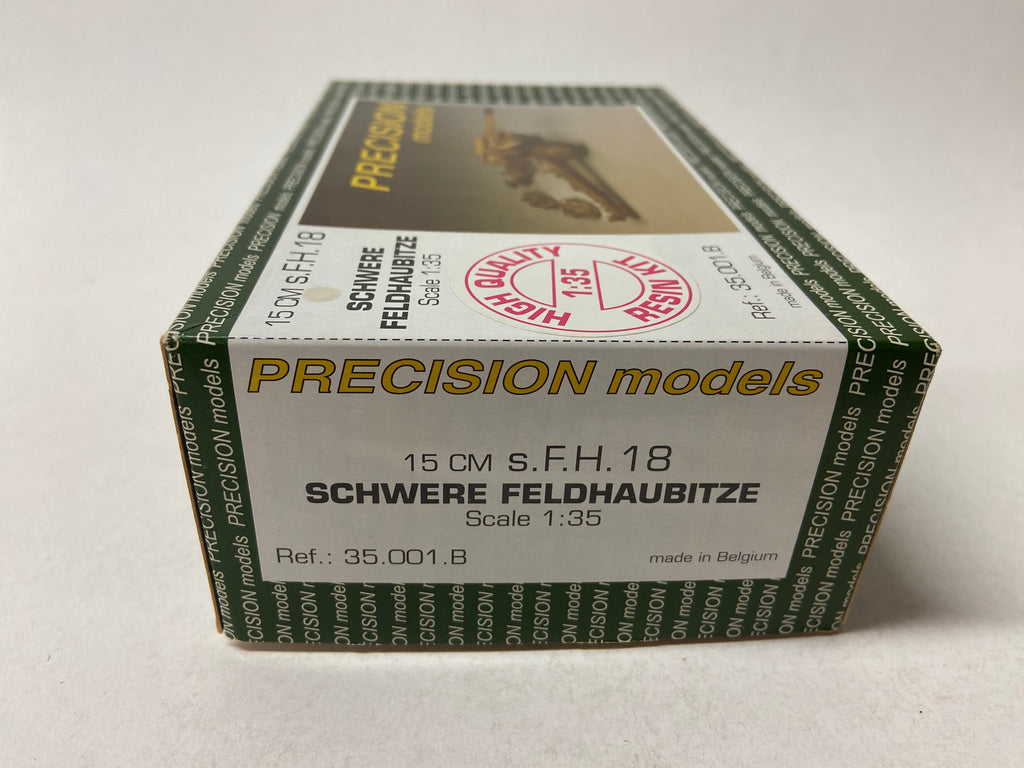 PRECISION
models
15 CM s.F.H.18
SCHWERE
FELDHAUBITZE
Scale 1:35
HIGH QUALITY
1:35
RESIN KIT
Ref.: 35.001.B
made in Belgium
PRECISION models
15 CM s.F.H.18
SCHWERE FELDHAUBITZE
Scale 1:35
Ref.: 35.001.B
made in Belgium
PRECISION models PRECISION models
PRECISION models PRECISION models